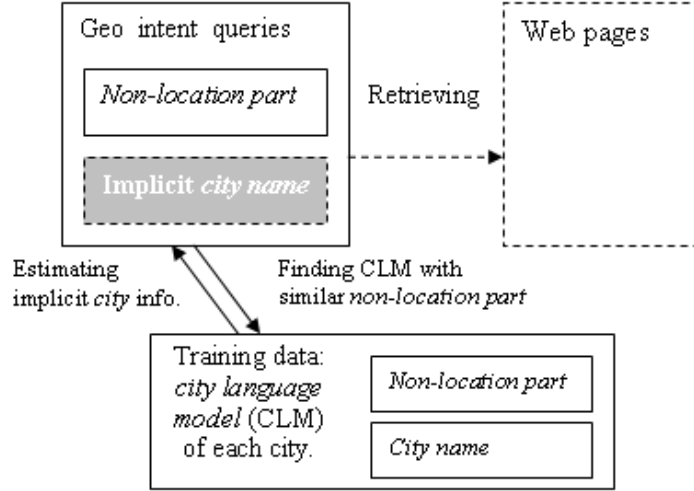 Geo intent queries
Non-location part
Implicit city name
Retrieving
Web pages
Estimating
implicit city info.
Finding CLM with
similar non-location part
Training data:
city language
model (CLM)
of each city.
Non-location part
City name